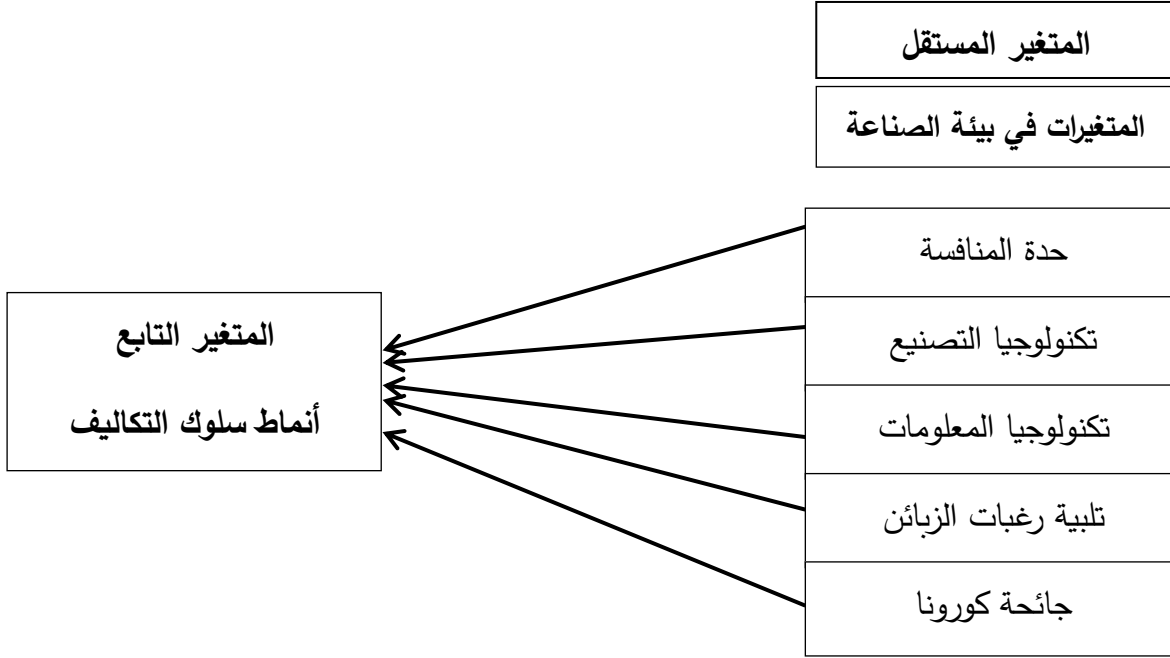 المتغير المستقل
المتغيرات في بيئة الصناعة
حدة المنافسة
تكنولوجيا التصنيع
تكنولوجيا المعلومات
تلبية رغبات الزبائن
جائحة كورونا
المتغير التابع
أنماط سلوك التكاليف